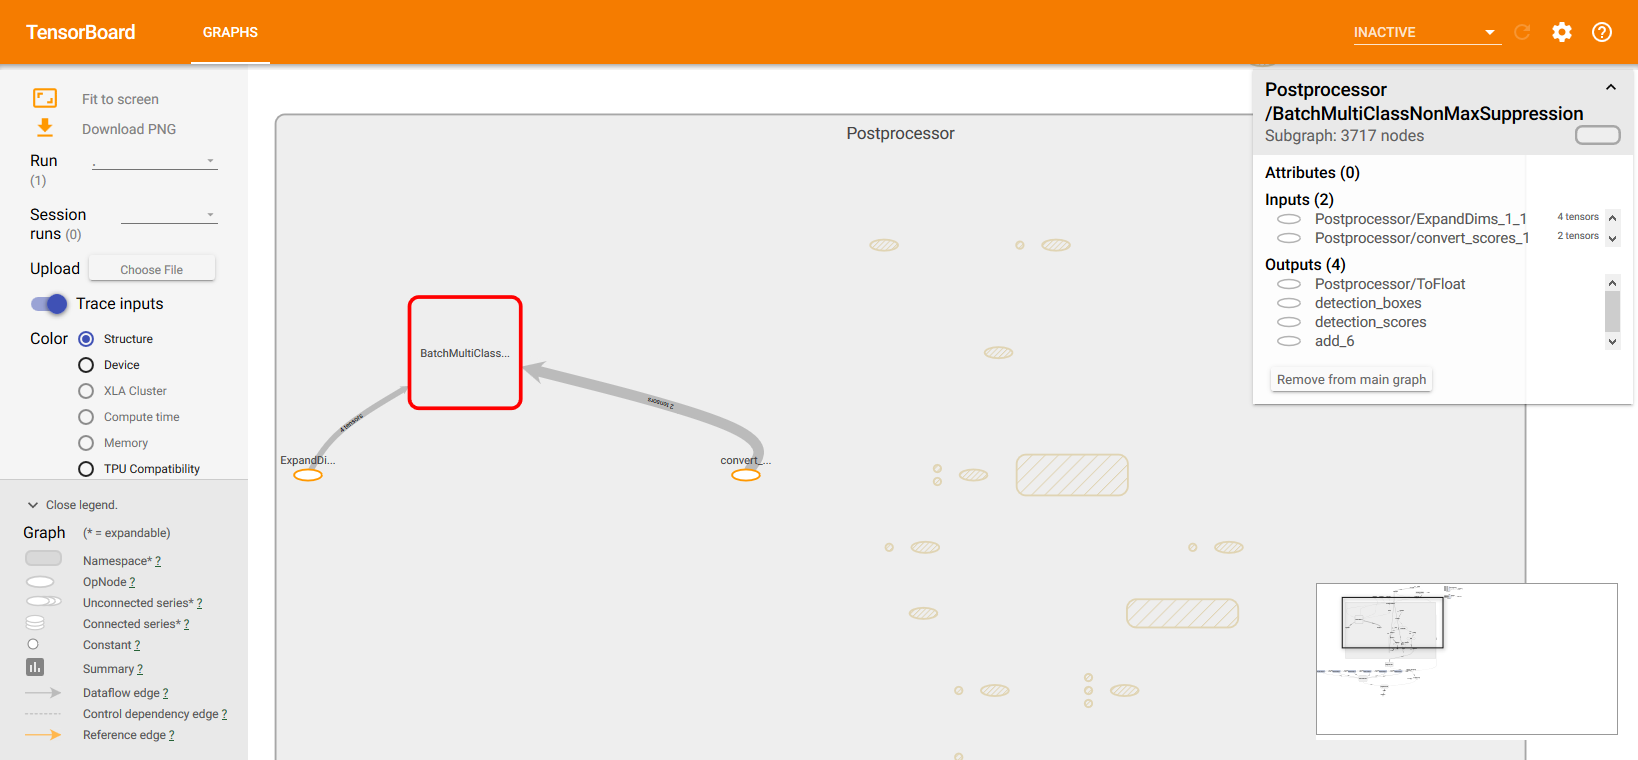 TensorBoard
GRAPHS
INACTIVE
Fit to screen
Download PNG
Run
(1)
.
Session
runs (0)
Upload
Choose File
Trace inputs
Color
Structure
Device
XLA Cluster
Compute time
Memory
TPU Compatibility
Close legend.
Graph
(* = expandable)
Namespace* ?
OpNode ?
Unconnected series* ?
Connected series* ?
Constant ?
Summary ?
Dataflow edge ?
Control dependency edge ?
Reference edge ?
Postprocessor
BatchMultiClass...
4 tensors
2 tensors
ExpandDi...
convert_...
Postprocessor
/BatchMultiClassNonMaxSuppression
Subgraph: 3717 nodes
Attributes (0)
Inputs (2)
Postprocessor/ExpandDims_1_1
4 tensors
Postprocessor/convert_scores_1
2 tensors
Outputs (4)
Postprocessor/ToFloat
detection_boxes
detection_scores
add_6
Remove from main graph